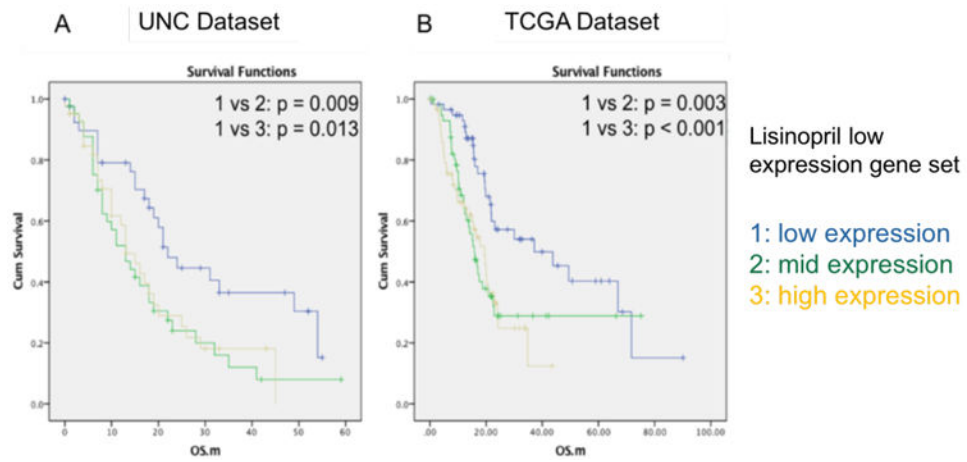 A UNC Dataset
Survival Functions
1 vs 2: p = 0.009
1 vs 3: p = 0.013
Cum Survival
1.0
0.8
0.6
0.4
0.2
0.0
0 10 20 30 40 50 60
OS.m
B TCGA Dataset
Survival Functions
1 vs 2: p = 0.003
1 vs 3: p < 0.001
Cum Survival
1.0
0.8
0.6
0.4
0.2
0.0
.00 20.00 40.00 60.00 80.00 100.00
OS.m
Lisinopril low
expression gene set
1: low expression
2: mid expression
3: high expression